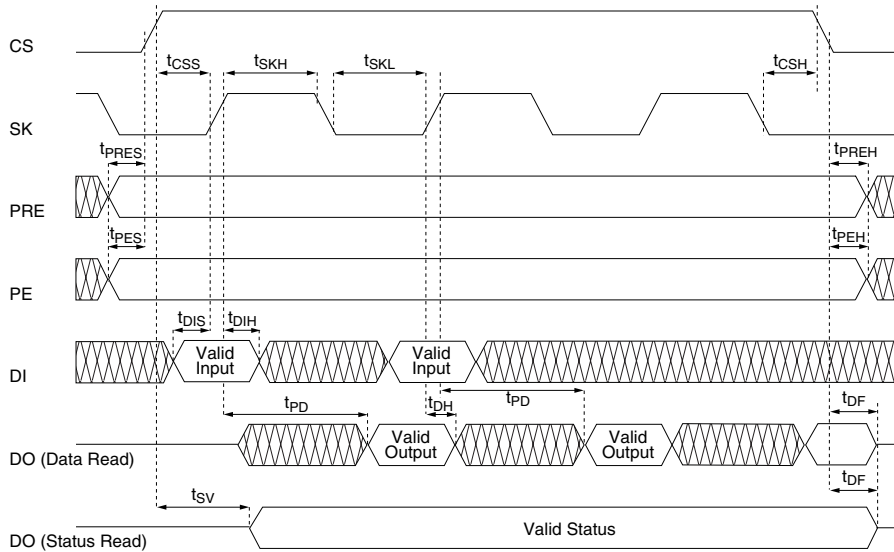 CS
tCSS tSKH tSKL tCSH
SK
tPRES tPREH
PRE
tPES tPEH
PE
tDIS tDIH
Valid Input Valid Input
DI
tPD tDH tPD tDF
Valid Output Valid Output
DO (Data Read)
tSV tDF
Valid Status
DO (Status Read)